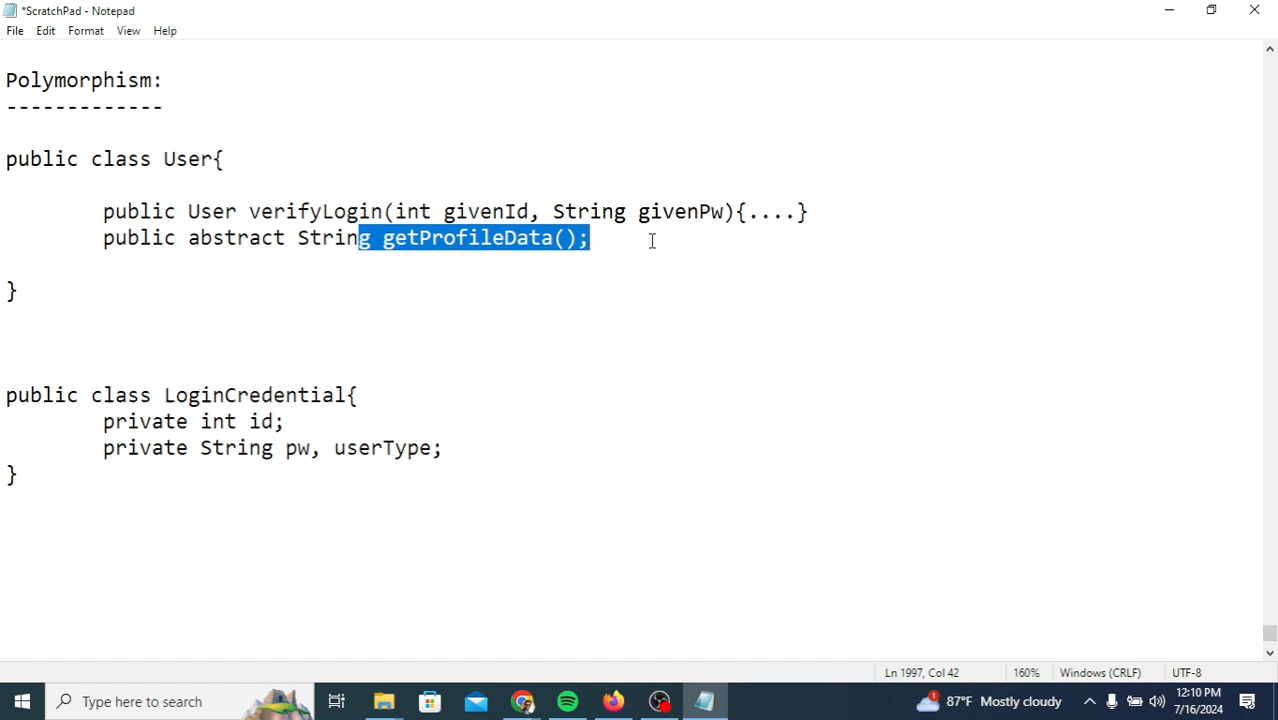 *ScratchPad - Notepad
File Edit Format View Help
Polymorphism:
-------------
public class User{
public User verifyLogin(int givenId, String givenPw){....}
public abstract String getProfileData();
}
public class LoginCredential{
private int id;
private String pw, userType;
}
Ln 1997, Col 42 160% Windows (CRLF) UTF-8
Type here to search
1
87°F Mostly cloudy
12:10 PM
7/16/2024